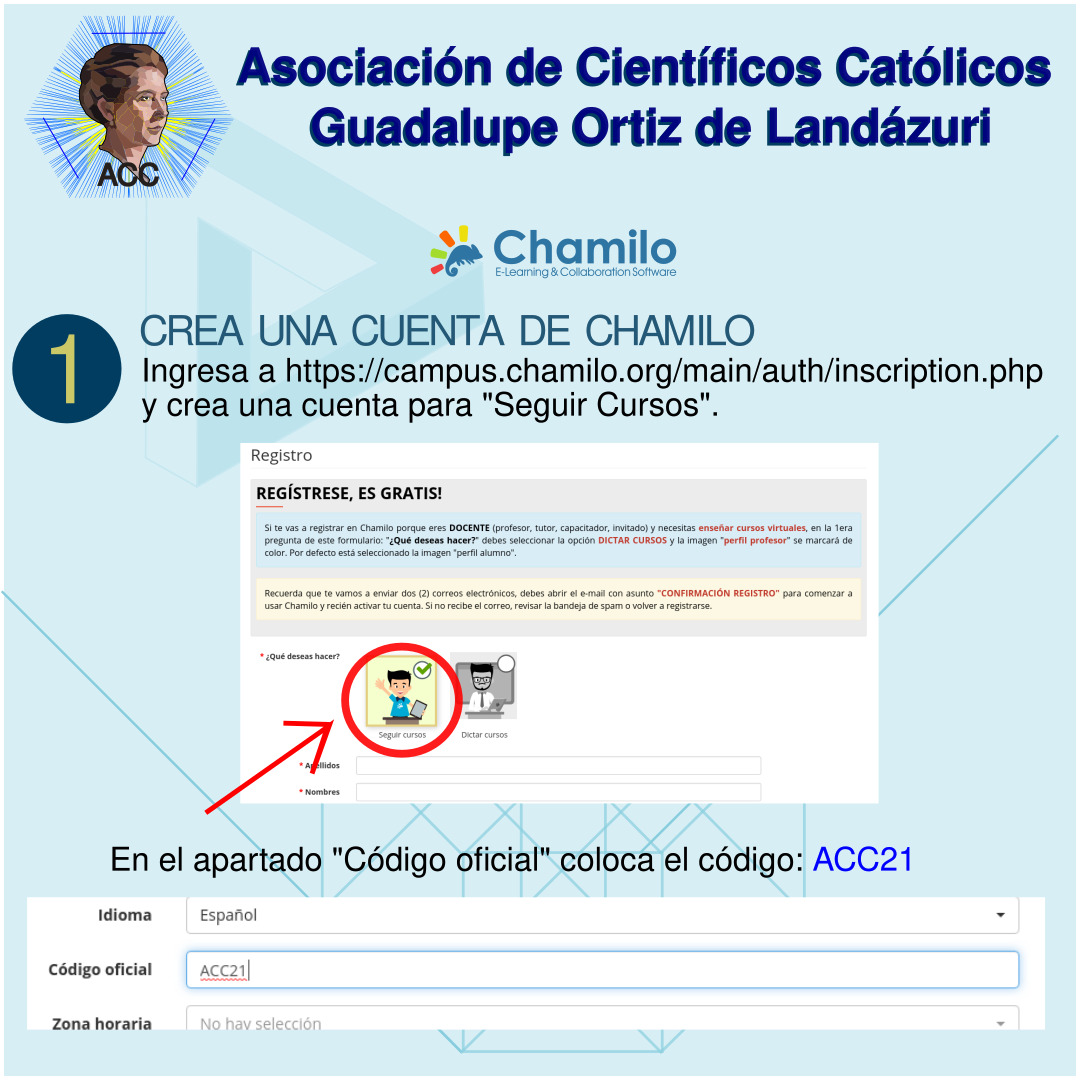 ACC
Asociación de Científicos Católicos
Guadalupe Ortiz de Landázuri
Chamilo
E-Learning & Collaboration Software
1
CREA UNA CUENTA DE CHAMILO
Ingresa a https://campus.chamilo.org/main/auth/inscription.php
y crea una cuenta para "Seguir Cursos".
Registro
REGÍSTRESE, ES GRATIS!
Si te vas a registrar en Chamilo porque eres DOCENTE (profesor, tutor, capacitador, invitado) y necesitas enseñar cursos virtuales, en la 1era
pregunta de este formulario: "¿Qué deseas hacer?" debes seleccionar la opción DICTAR CURSOS y la imagen "perfil profesor" se marcará de
color. Por defecto está seleccionado la imagen "perfil alumno".
Recuerda que te vamos a enviar dos (2) correos electrónicos, debes abrir el e-mail con asunto "CONFIRMACIÓN REGISTRO" para comenzar a
usar Chamilo y recién activar tu cuenta. Si no recibe el correo, revisar la bandeja de spam o volver a registrarse.
* ¿Qué deseas hacer?
Seguir cursos
Dictar cursos
* Apellidos
* Nombres
En el apartado "Código oficial" coloca el código: ACC21
Idioma
Español
Código oficial
ACC21
Zona horaria
No hay selección